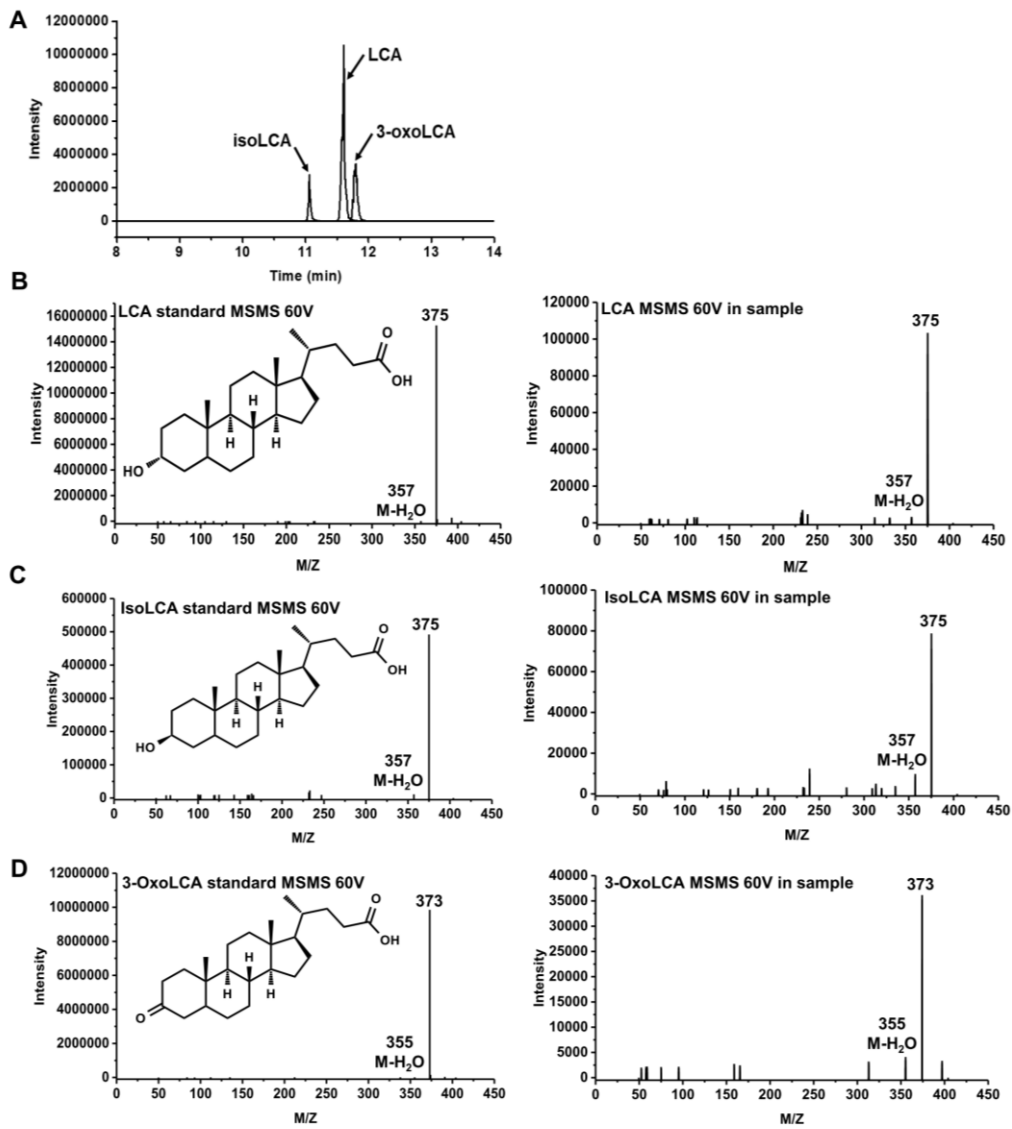 A
12000000
10000000
8000000
6000000
4000000
2000000
0
Intensity
LCA
isoLCA
3-oxoLCA
8 9 10 11 12 13 14
Time (min)
B
LCA standard MSMS 60V
16000000
14000000
12000000
10000000
8000000
6000000
4000000
2000000
0
Intensity
375
O
OH
H
H H
HO
357
M-H₂O
0 50 100 150 200 250 300 350 400 450
M/Z
LCA MSMS 60V in sample
120000
100000
80000
60000
40000
20000
0
Intensity
375
357
M-H₂O
0 50 100 150 200 250 300 350 400 450
M/Z
C
IsoLCA standard MSMS 60V
600000
500000
400000
300000
200000
100000
0
Intensity
375
O
OH
H
H H
HO
357
M-H₂O
0 50 100 150 200 250 300 350 400 450
M/Z
IsoLCA MSMS 60V in sample
100000
80000
60000
40000
20000
0
Intensity
375
357
M-H₂O
0 50 100 150 200 250 300 350 400 450
M/Z
D
3-OxoLCA standard MSMS 60V
12000000
10000000
8000000
6000000
4000000
2000000
0
Intensity
373
O
OH
H
H H
O
355
M-H₂O
0 50 100 150 200 250 300 350 400 450
M/Z
3-OxoLCA MSMS 60V in sample
40000
35000
30000
25000
20000
15000
10000
5000
0
Intensity
373
355
M-H₂O
0 50 100 150 200 250 300 350 400 450
M/Z